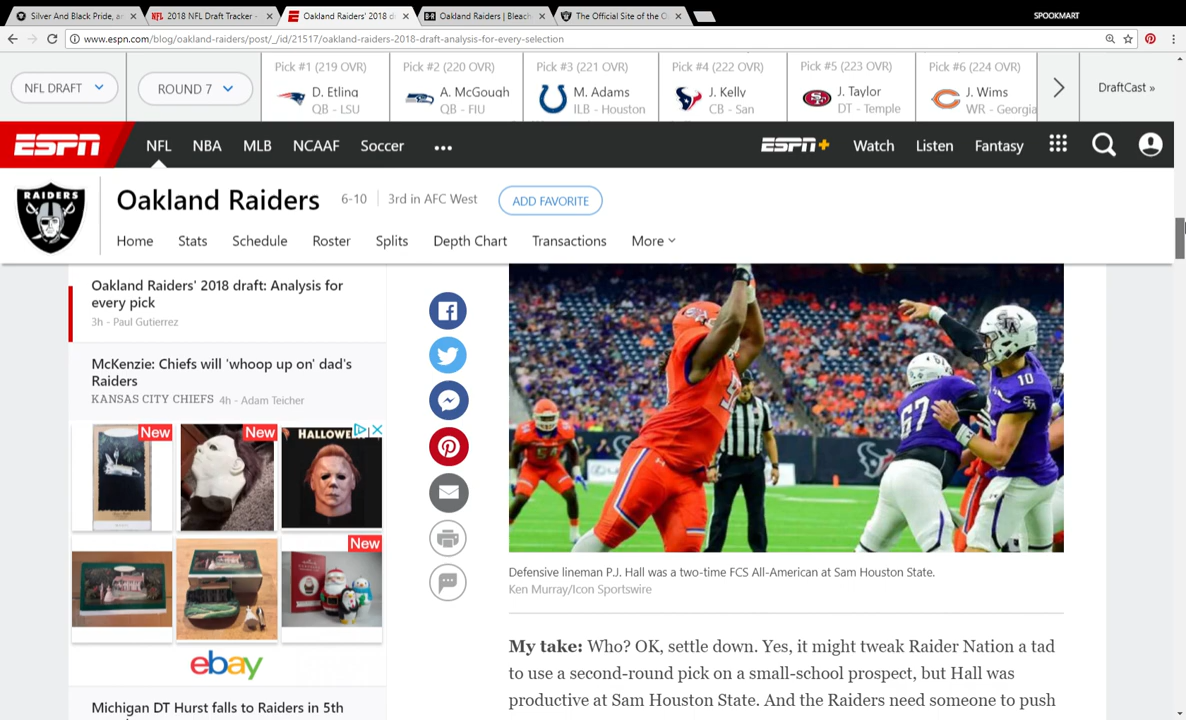 Silver And Black Pride, a
2018 NFL Draft Tracker -
Oakland Raiders' 2018 d
Oakland Raiders | Bleach
The Official Site of the O
SPOOKMART
www.espn.com/blog/oakland-raiders/post/_/id/21517/oakland-raiders-2018-draft-analysis-for-every-selection
NFL DRAFT
ROUND 7
Pick #1 (219 OVR)
D. Etling
QB - LSU
Pick #2 (220 OVR)
A. McGough
QB - FIU
Pick #3 (221 OVR)
M. Adams
ILB - Houston
Pick #4 (222 OVR)
J. Kelly
CB - San
Pick #5 (223 OVR)
J. Taylor
DT - Temple
Pick #6 (224 OVR)
J. Wims
WR - Georgia
DraftCast »
ESPN
NFL
NBA
MLB
NCAAF
Soccer
ESPN+
Watch
Listen
Fantasy
RAIDERS
Oakland Raiders
6-10
3rd in AFC West
ADD FAVORITE
Home
Stats
Schedule
Roster
Splits
Depth Chart
Transactions
More
Oakland Raiders' 2018 draft: Analysis for
every pick
3h - Paul Gutierrez
McKenzie: Chiefs will 'whoop up on' dad's
Raiders
KANSAS CITY CHIEFS 4h - Adam Teicher
New
New
HALLOWE
New
ebay
Michigan DT Hurst falls to Raiders in 5th
54
67
10
Defensive lineman P.J. Hall was a two-time FCS All-American at Sam Houston State.
Ken Murray/Icon Sportswire
My take: Who? OK, settle down. Yes, it might tweak Raider Nation a tad
to use a second-round pick on a small-school prospect, but Hall was
productive at Sam Houston State. And the Raiders need someone to push